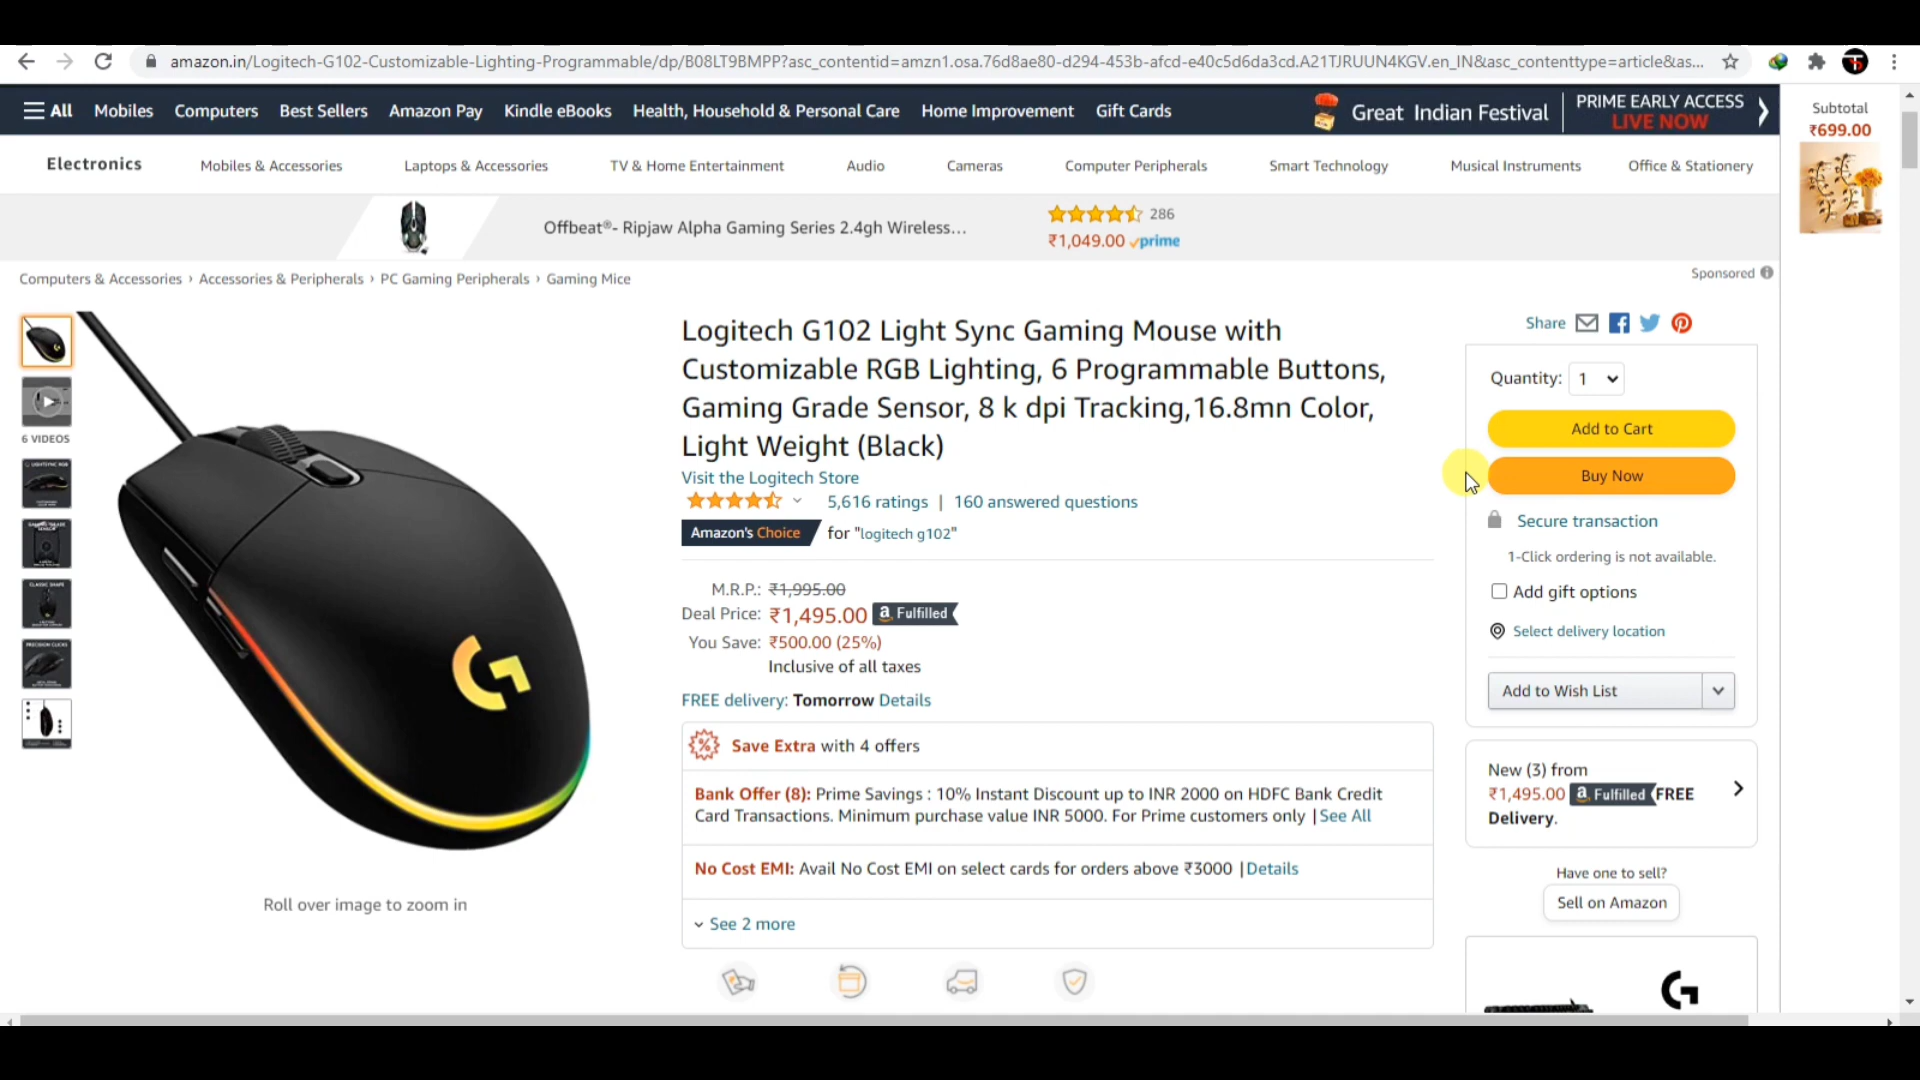 amazon.in/Logitech-G102-Customizable-Lighting-Programmable/dp/B08LT9BMPP?asc_contentid=amzn1.osa.76d8ae80-d294-453b-afcd-e40c5d6da3cd.A21TJRUUN4KGV.en_IN&asc_contenttype=article&as...
All Mobiles Computers Best Sellers Amazon Pay Kindle eBooks Health, Household & Personal Care Home Improvement Gift Cards Great Indian Festival PRIME EARLY ACCESS
LIVE NOW
Subtotal
₹699.00
Electronics Mobiles & Accessories Laptops & Accessories TV & Home Entertainment Audio Cameras Computer Peripherals Smart Technology Musical Instruments Office & Stationery
Offbeat®- Ripjaw Alpha Gaming Series 2.4gh Wireless...
286
₹1,049.00 prime
Computers & Accessories › Accessories & Peripherals › PC Gaming Peripherals › Gaming Mice
Sponsored
6 VIDEOS
LIGHTSYNC RGB
CLASSIC SHAPE
PRECISION CLICKS
Roll over image to zoom in
Logitech G102 Light Sync Gaming Mouse with
Customizable RGB Lighting, 6 Programmable Buttons,
Gaming Grade Sensor, 8 k dpi Tracking,16.8mn Color,
Light Weight (Black)
Visit the Logitech Store
5,616 ratings | 160 answered questions
Amazon's Choice for "logitech g102"
M.R.P.: ₹1,995.00
Deal Price: ₹1,495.00 a Fulfilled
You Save: ₹500.00 (25%)
Inclusive of all taxes
FREE delivery: Tomorrow Details
Save Extra with 4 offers
Bank Offer (8): Prime Savings : 10% Instant Discount up to INR 2000 on HDFC Bank Credit
Card Transactions. Minimum purchase value INR 5000. For Prime customers only | See All
No Cost EMI: Avail No Cost EMI on select cards for orders above ₹3000 | Details
See 2 more
Share
Quantity: 1
Add to Cart
Buy Now
Secure transaction
1-Click ordering is not available.
Add gift options
Select delivery location
Add to Wish List
New (3) from
₹1,495.00 a Fulfilled FREE
Delivery.
Have one to sell?
Sell on Amazon